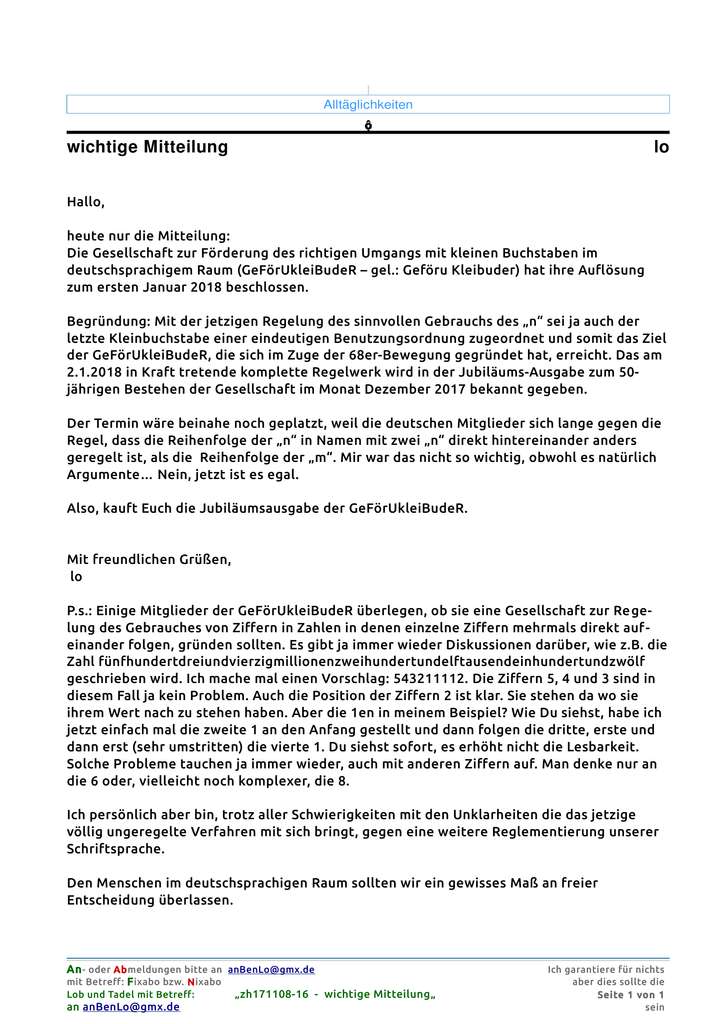 Alltäglichkeiten
ô
wichtige Mitteilung lo
Hallo,
heute nur die Mitteilung:
Die Gesellschaft zur Förderung des richtigen Umgangs mit kleinen Buchstaben im
deutschsprachigem Raum (GeFörUkleiBudeR – gel.: Geföru Kleibuder) hat ihre Auflösung
zum ersten Januar 2018 beschlossen.
Begründung: Mit der jetzigen Regelung des sinnvollen Gebrauchs des „n“ sei ja auch der
letzte Kleinbuchstabe einer eindeutigen Benutzungsordnung zugeordnet und somit das Ziel
der GeFörUkleiBudeR, die sich im Zuge der 68er-Bewegung gegründet hat, erreicht. Das am
2.1.2018 in Kraft tretende komplette Regelwerk wird in der Jubiläums-Ausgabe zum 50-
jährigen Bestehen der Gesellschaft im Monat Dezember 2017 bekannt gegeben.
Der Termin wäre beinahe noch geplatzt, weil die deutschen Mitglieder sich lange gegen die
Regel, dass die Reihenfolge der „n“ in Namen mit zwei „n“ direkt hintereinander anders
geregelt ist, als die Reihenfolge der „m“. Mir war das nicht so wichtig, obwohl es natürlich
Argumente… Nein, jetzt ist es egal.
Also, kauft Euch die Jubiläumsausgabe der GeFörUkleiBudeR.
Mit freundlichen Grüßen,
lo
P.s.: Einige Mitglieder der GeFörUkleiBudeR überlegen, ob sie eine Gesellschaft zur Rege-
lung des Gebrauches von Ziffern in Zahlen in denen einzelne Ziffern mehrmals direkt auf-
einander folgen, gründen sollten. Es gibt ja immer wieder Diskussionen darüber, wie z.B. die
Zahl fünfhundertdreiundvierzigmillionenzweihundertundelftausendeinhundertundzwölf
geschrieben wird. Ich mache mal einen Vorschlag: 543211112. Die Ziffern 5, 4 und 3 sind in
diesem Fall ja kein Problem. Auch die Position der Ziffern 2 ist klar. Sie stehen da wo sie
ihrem Wert nach zu stehen haben. Aber die 1en in meinem Beispiel? Wie Du siehst, habe ich
jetzt einfach mal die zweite 1 an den Anfang gestellt und dann folgen die dritte, erste und
dann erst (sehr umstritten) die vierte 1. Du siehst sofort, es erhöht nicht die Lesbarkeit.
Solche Probleme tauchen ja immer wieder, auch mit anderen Ziffern auf. Man denke nur an
die 6 oder, vielleicht noch komplexer, die 8.
Ich persönlich aber bin, trotz aller Schwierigkeiten mit den Unklarheiten die das jetzige
völlig ungeregelte Verfahren mit sich bringt, gegen eine weitere Reglementierung unserer
Schriftsprache.
Den Menschen im deutschsprachigen Raum sollten wir ein gewisses Maß an freier
Entscheidung überlassen.
An- oder Abmeldungen bitte an anBenLo@gmx.de Ich garantiere für nichts
mit Betreff: Fixabo bzw. Nixabo aber dies sollte die
Lob und Tadel mit Betreff: „zh171108-16 - wichtige Mitteilung„ Seite 1 von 1
an anBenLo@gmx.de sein